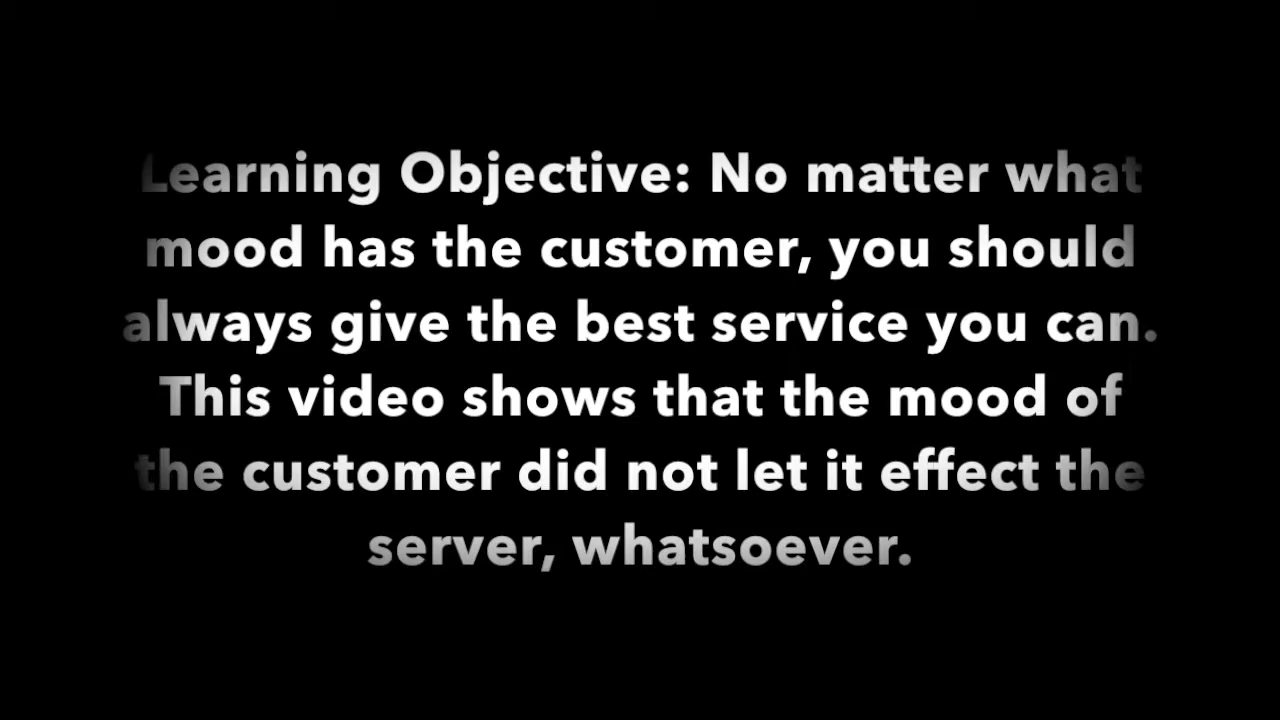 Learning Objective: No matter what
mood has the customer, you should
always give the best service you can.
This video shows that the mood of
the customer did not let it effect the
server, whatsoever.